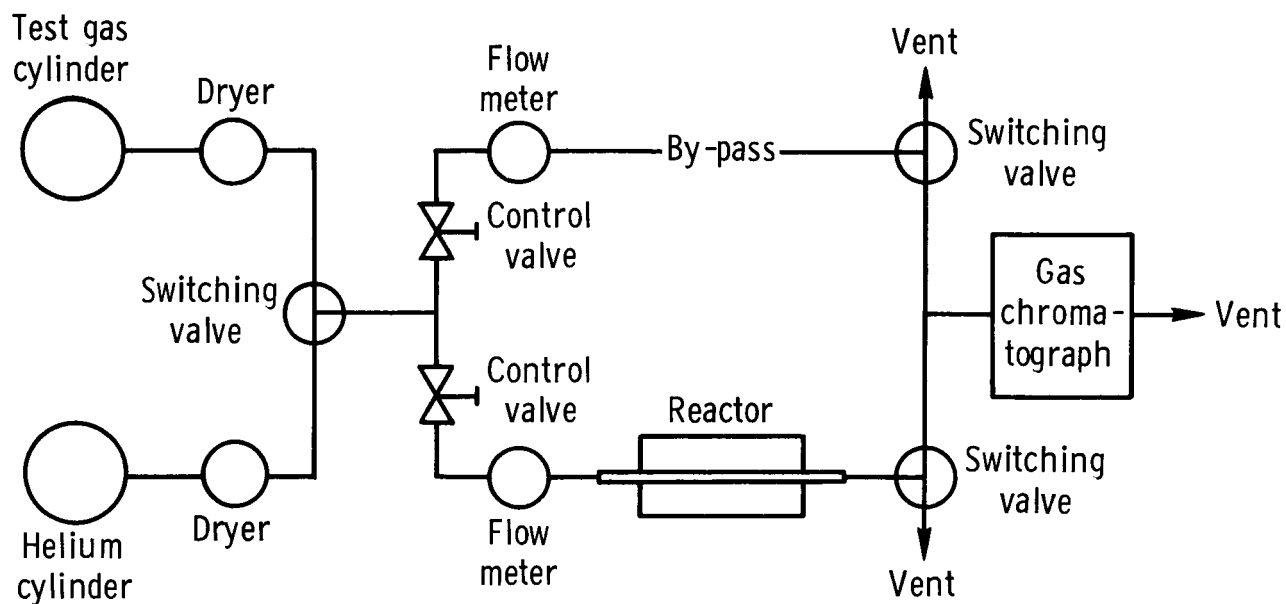 Test gas
cylinder
Dryer
Flow
meter
Vent
By-pass
Switching
valve
Control
valve
Switching
valve
Gas
chroma-
tograph
Vent
Control
valve
Reactor
Switching
valve
Helium
cylinder
Dryer
Flow
meter
Vent